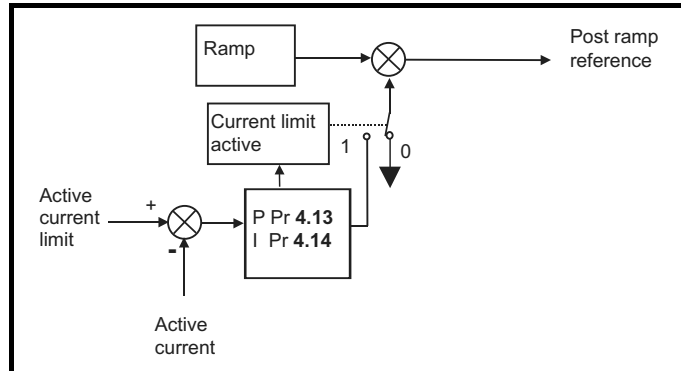 Ramp
Post ramp
reference
Current limit
active
1
0
Active
current
limit
+
-
P Pr 4.13
I Pr 4.14
Active
current